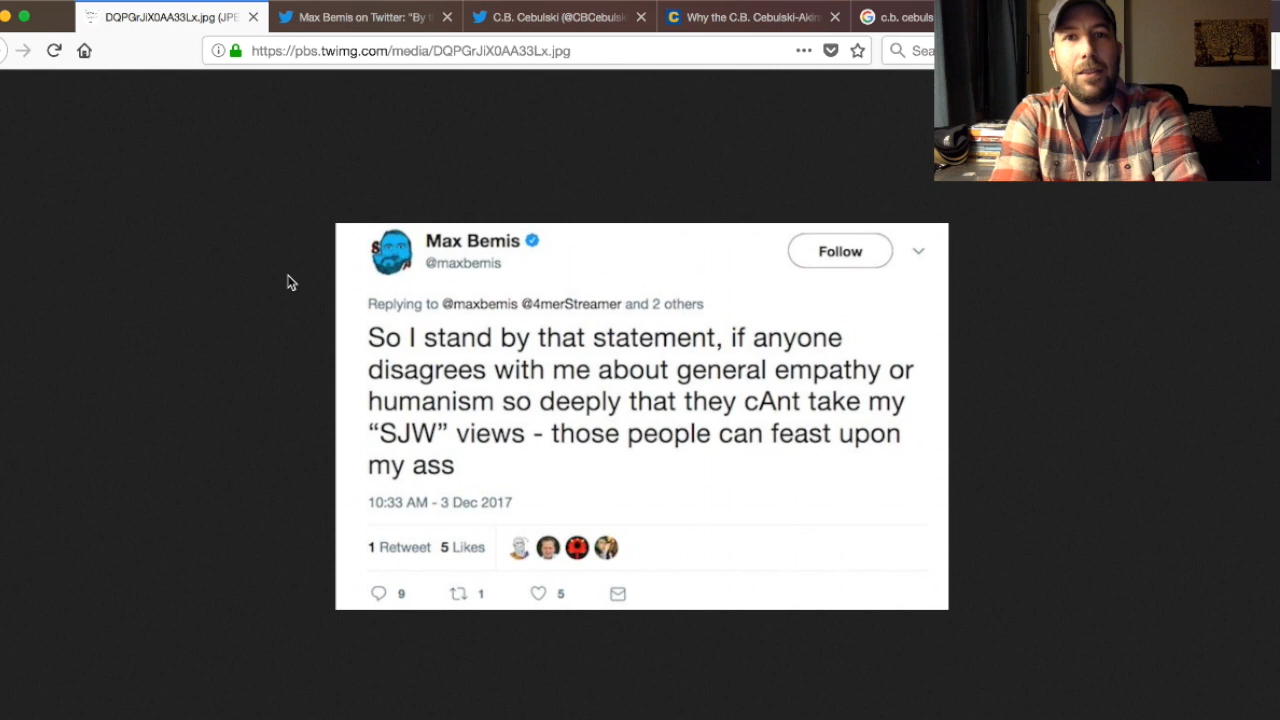 DQPGrJiX0AA33Lx.jpg (JPE
Max Bemis on Twitter: "By t
C.B. Cebulski (@CBCebulsk
Why the C.B. Cebulski-Akir
c.b. cebuls
https://pbs.twimg.com/media/DQPGrJiX0AA33Lx.jpg
Sea
Max Bemis
@maxbemis
Follow
Replying to @maxbemis @4merStreamer and 2 others
So I stand by that statement, if anyone
disagrees with me about general empathy or
humanism so deeply that they cAnt take my
“SJW” views - those people can feast upon
my ass
10:33 AM - 3 Dec 2017
1 Retweet 5 Likes
9 1 5